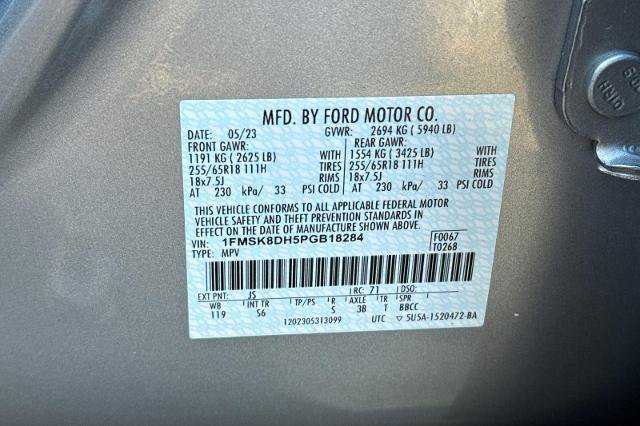 MFD. BY FORD MOTOR CO.
DATE: 05/23 GVWR: 2694 KG ( 5940 LB)
FRONT GAWR: REAR GAWR:
1191 KG ( 2625 LB) 1554 KG ( 3425 LB)
255/65R18 111H TIRES 255/65R18 111H TIRES
18x7.5J RIMS 18x7.5J RIMS
AT 230 kPa/ 33 PSI COLD AT 230 kPa/ 33 PSI COLD
THIS VEHICLE CONFORMS TO ALL APPLICABLE FEDERAL MOTOR
VEHICLE SAFETY AND THEFT PREVENTION STANDARDS IN
EFFECT ON THE DATE OF MANUFACTURE SHOWN ABOVE.
VIN: 1FMSK8DH5PGB18284 F0067
TYPE: MPV T0268
EXT PNT: JS RC: 71 DSO:
WB INT TR TP/PS R AXLE TR SPR
119 S6 S 3B T BBCC
1202305313099 UTC ▽ 5U5A-1520472-BA